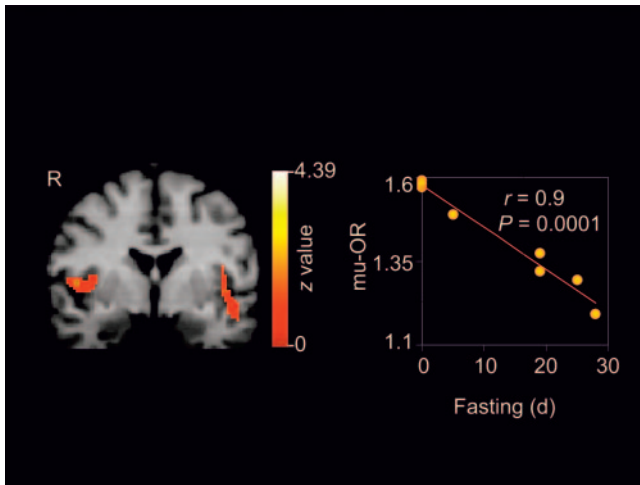 R
4.39
z value
0
1.6
1.35
1.1
mu-OR
r = 0.9
P = 0.0001
0
10
20
30
Fasting (d)